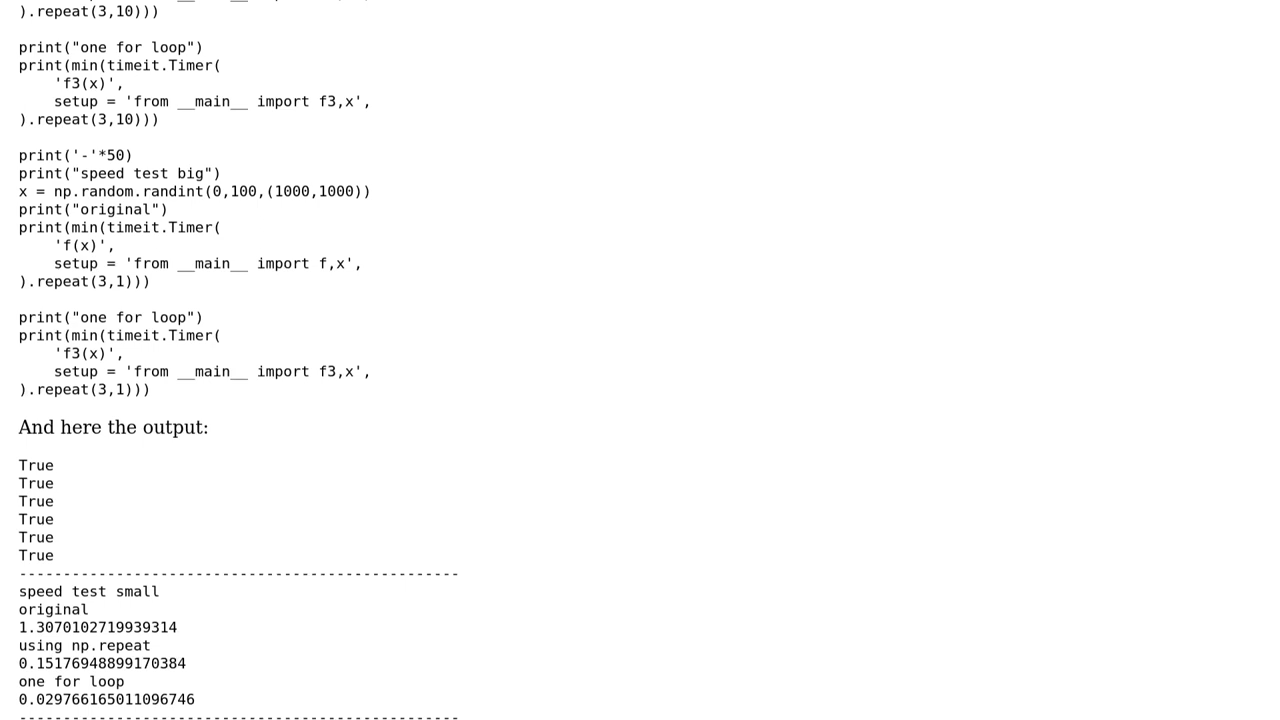 ).repeat(3,10)))
print("one for loop")
print(min(timeit.Timer(
    'f3(x)',
    setup = 'from __main__ import f3,x',
).repeat(3,10)))
print('-'*50)
print("speed test big")
x = np.random.randint(0,100,(1000,1000))
print("original")
print(min(timeit.Timer(
    'f(x)',
    setup = 'from __main__ import f,x',
).repeat(3,1)))
print("one for loop")
print(min(timeit.Timer(
    'f3(x)',
    setup = 'from __main__ import f3,x',
).repeat(3,1)))
And here the output:
True
True
True
True
True
True
--------------------------------------------------
speed test small
original
1.3070102719939314
using np.repeat
0.15176948899170384
one for loop
0.029766165011096746
--------------------------------------------------